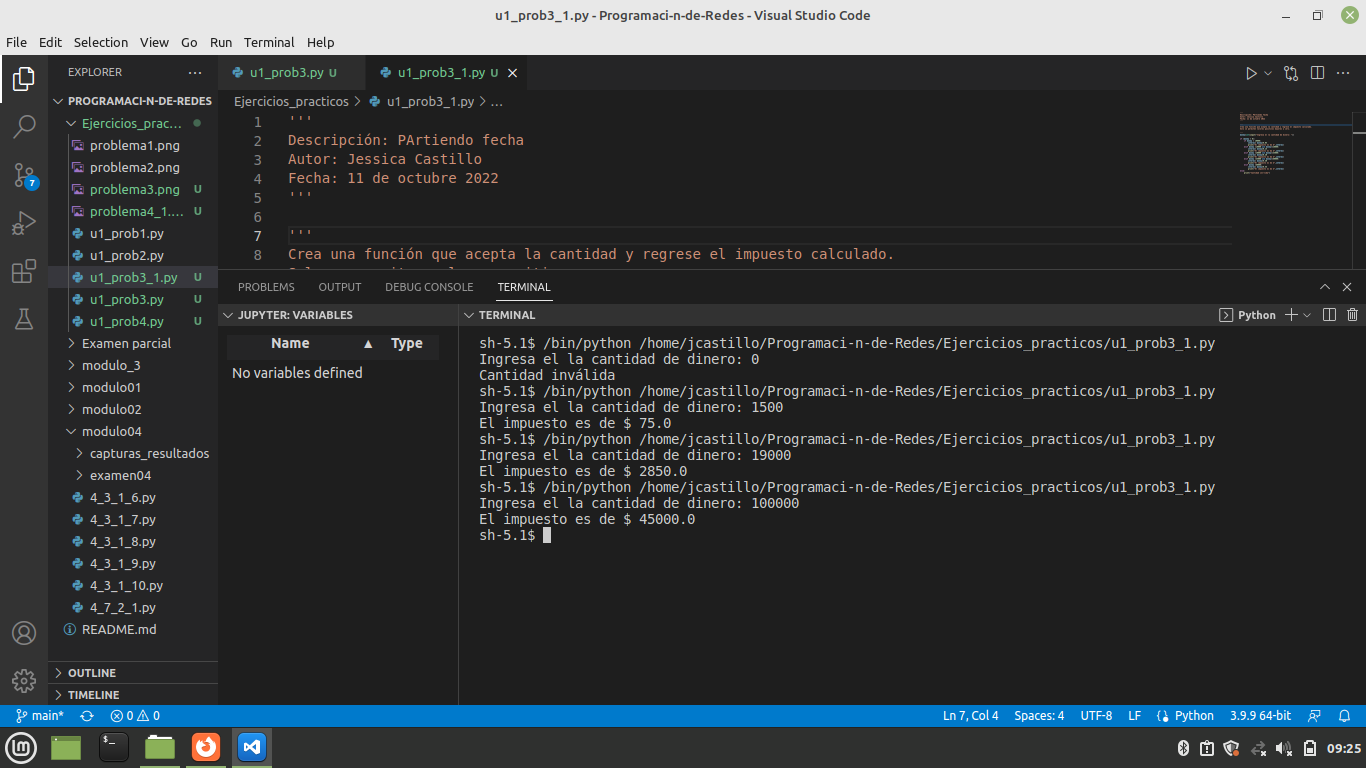 u1_prob3_1.py - Programaci-n-de-Redes - Visual Studio Code
File Edit Selection View Go Run Terminal Help
EXPLORER
PROGRAMACI-N-DE-REDES
Ejercicios_prac...
problema1.png
problema2.png
problema3.png U
problema4_1.... U
u1_prob1.py
u1_prob2.py
u1_prob3_1.py U
u1_prob3.py U
u1_prob4.py U
Examen parcial
modulo_3
modulo01
modulo02
modulo04
capturas_resultados
examen04
4_3_1_6.py
4_3_1_7.py
4_3_1_8.py
4_3_1_9.py
4_3_1_10.py
4_7_2_1.py
README.md
OUTLINE
TIMELINE
7
u1_prob3.py U u1_prob3_1.py U
Ejercicios_practicos > u1_prob3_1.py > ...
1 '''
2 Descripción: PArtiendo fecha
3 Autor: Jessica Castillo
4 Fecha: 11 de octubre 2022
5 '''
6
7 '''
8 Crea una función que acepta la cantidad y regrese el impuesto calculado.
PROBLEMS OUTPUT DEBUG CONSOLE TERMINAL
JUPYTER: VARIABLES
Name ▲ Type
No variables defined
TERMINAL
Python
sh-5.1$ /bin/python /home/jcastillo/Programaci-n-de-Redes/Ejercicios_practicos/u1_prob3_1.py
Ingresa el la cantidad de dinero: 0
Cantidad inválida
sh-5.1$ /bin/python /home/jcastillo/Programaci-n-de-Redes/Ejercicios_practicos/u1_prob3_1.py
Ingresa el la cantidad de dinero: 1500
El impuesto es de $ 75.0
sh-5.1$ /bin/python /home/jcastillo/Programaci-n-de-Redes/Ejercicios_practicos/u1_prob3_1.py
Ingresa el la cantidad de dinero: 19000
El impuesto es de $ 2850.0
sh-5.1$ /bin/python /home/jcastillo/Programaci-n-de-Redes/Ejercicios_practicos/u1_prob3_1.py
Ingresa el la cantidad de dinero: 100000
El impuesto es de $ 45000.0
sh-5.1$
main* 0 0 Ln 7, Col 4 Spaces: 4 UTF-8 LF Python 3.9.9 64-bit
09:25